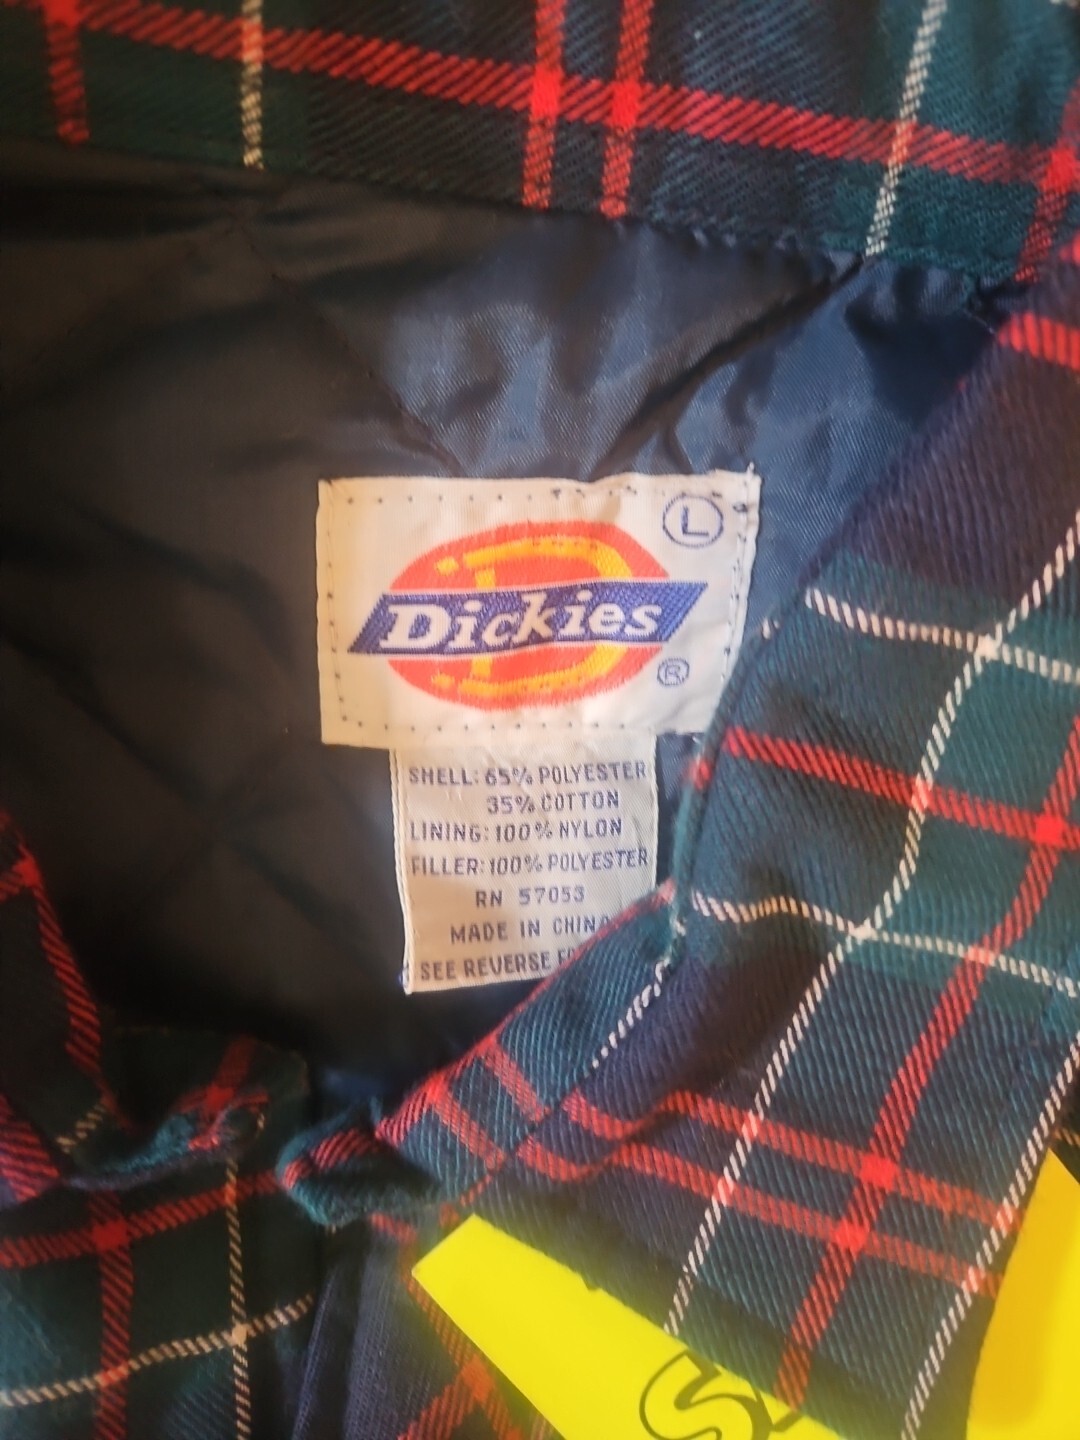 L
Dickies
®
SHELL: 65% POLYESTER
35% COTTON
LINING: 100% NYLON
FILLER: 100% POLYESTER
RN 57053
MADE IN CHINA
SEE REVERSE